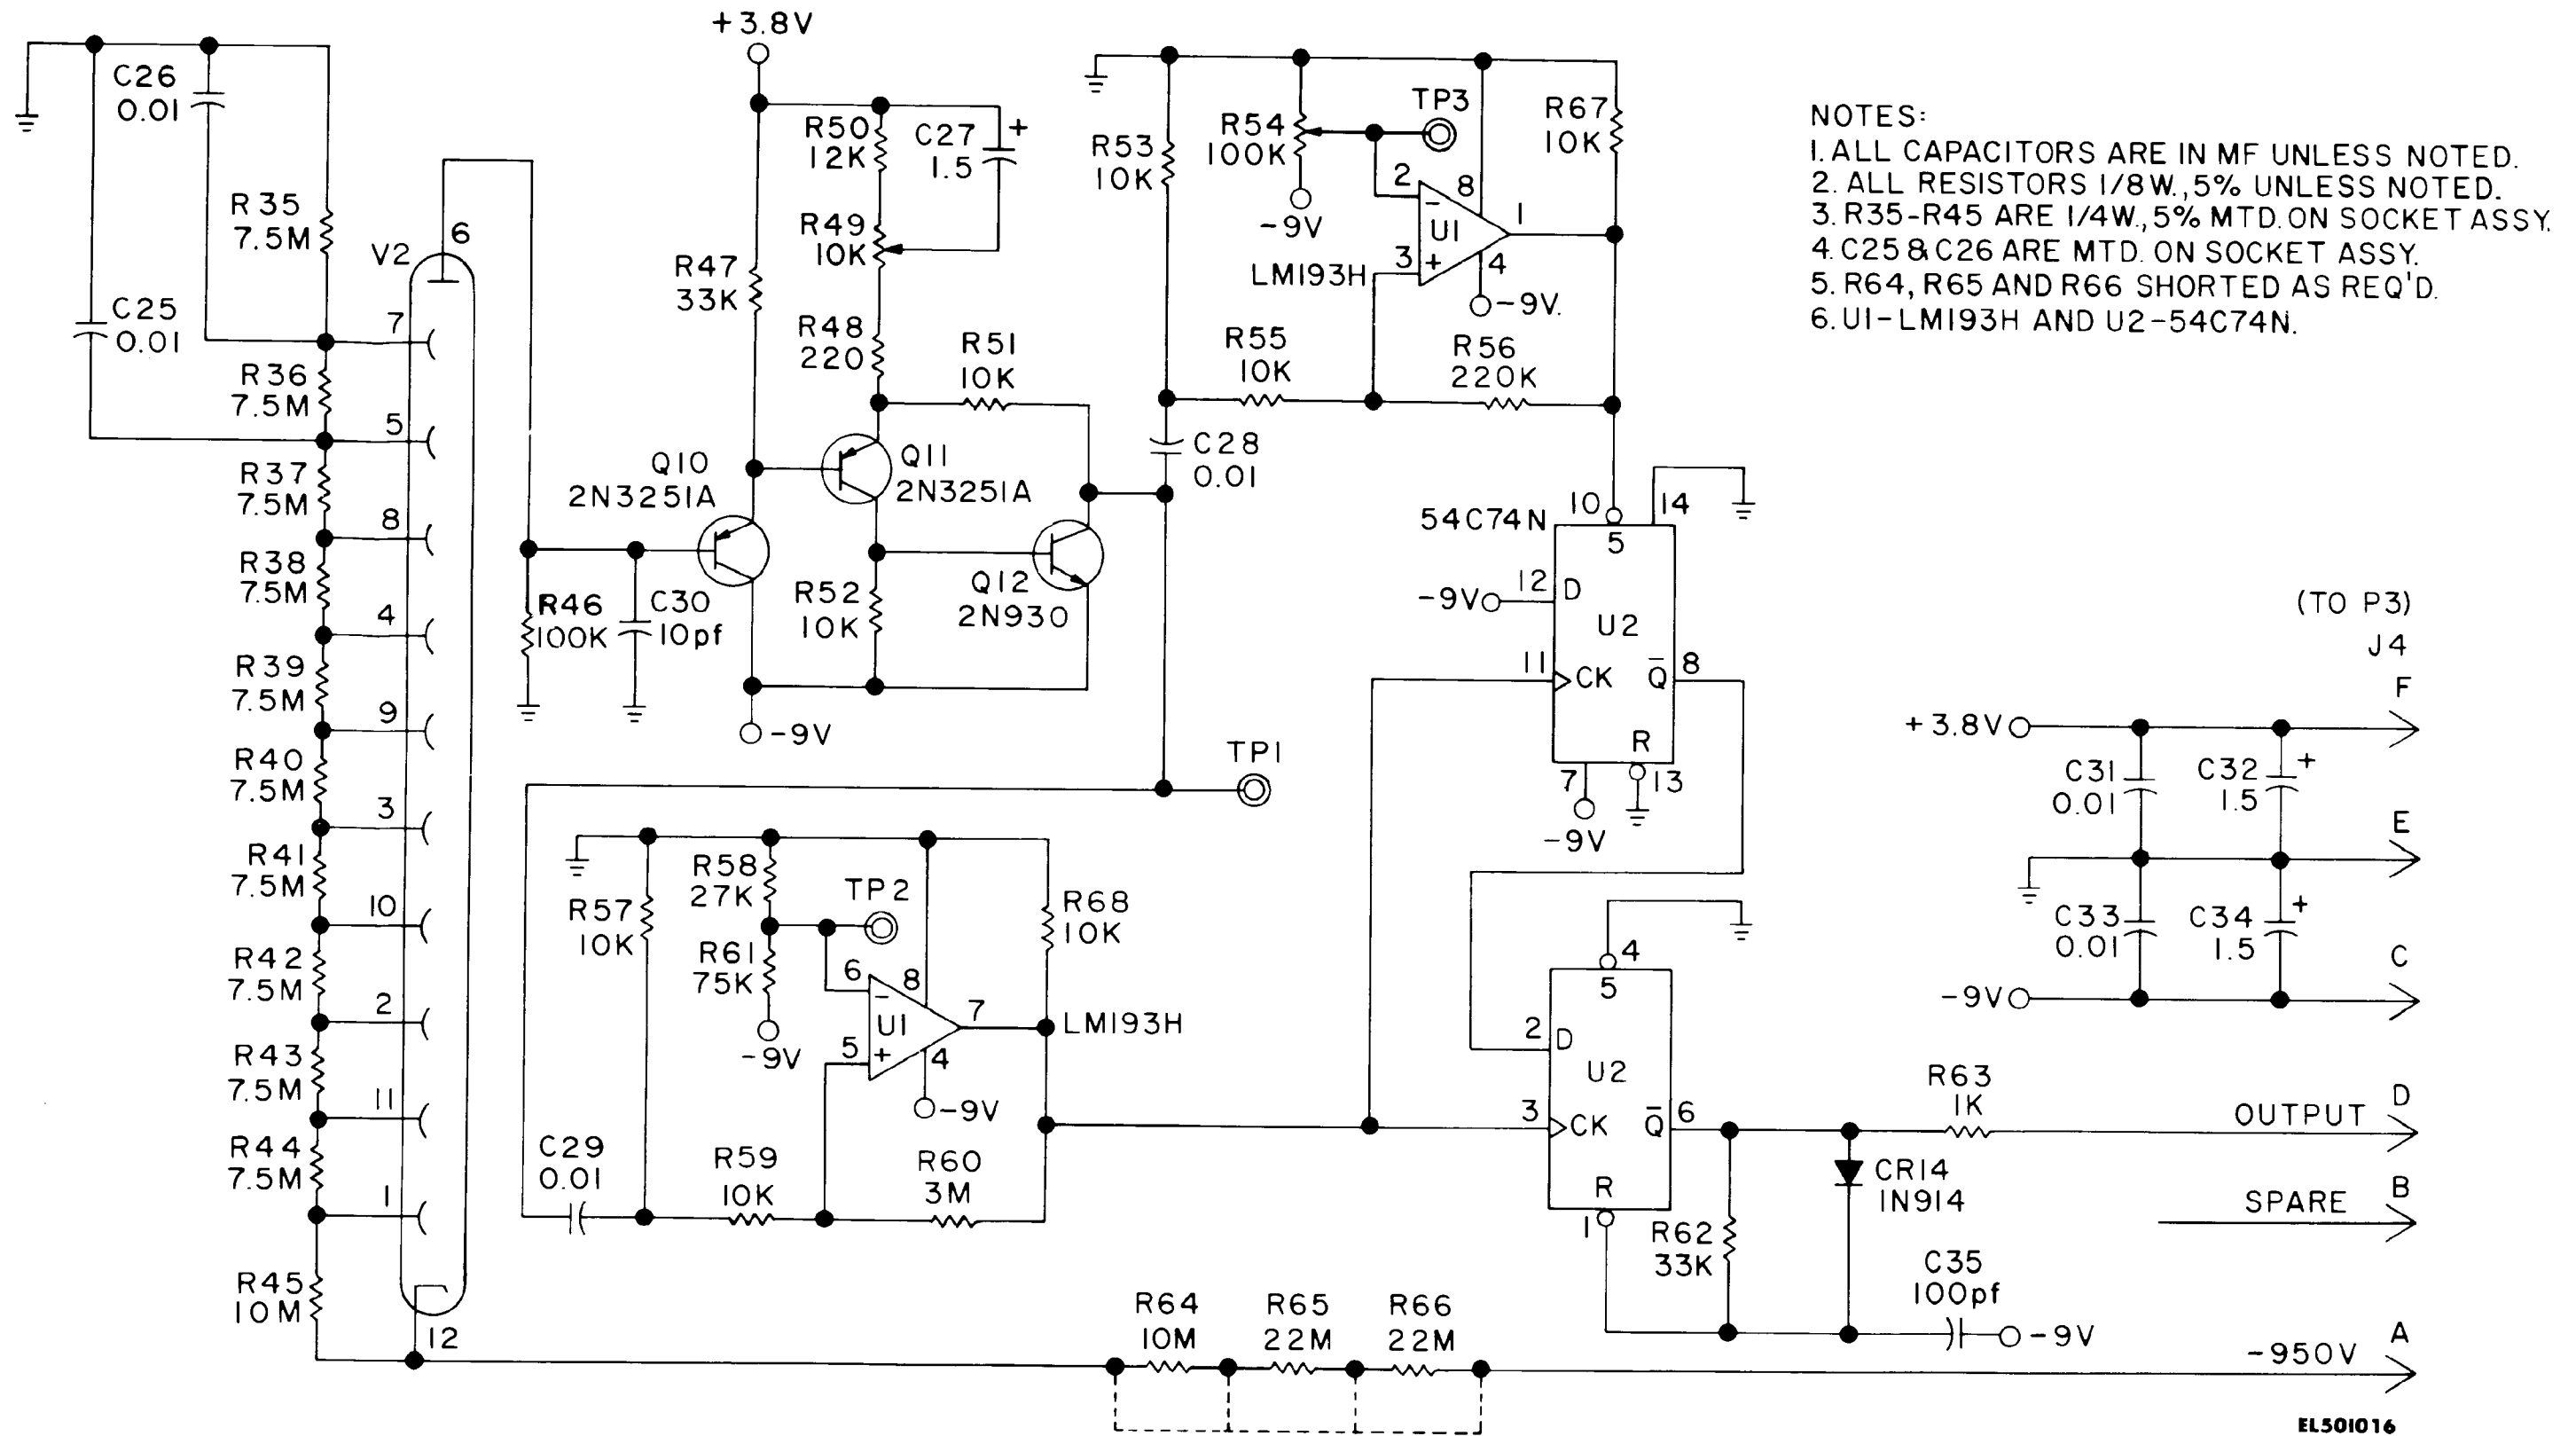 +3.8V
C26
0.01
R35
7.5M
C25
0.01
V2
6
7
R36
7.5M
5
R37
7.5M
8
R38
7.5M
4
R39
7.5M
9
R40
7.5M
3
R41
7.5M
10
R42
7.5M
2
R43
7.5M
11
R44
7.5M
1
R45
10M
12
R50
12K
C27
1.5
+
R49
10K
R47
33K
R48
220
R51
10K
Q10
2N3251A
Q11
2N3251A
R46
100K
C30
10pf
R52
10K
Q12
2N930
-9V
R53
10K
R54
100K
-9V
TP3
R67
10K
2
-
8
U1
1
3
+
4
LM193H
-9V.
R55
10K
R56
220K
C28
0.01
TP1
NOTES:
1. ALL CAPACITORS ARE IN MF UNLESS NOTED.
2. ALL RESISTORS 1/8W., 5% UNLESS NOTED.
3. R35-R45 ARE 1/4W., 5% MTD. ON SOCKET ASSY.
4. C25 & C26 ARE MTD. ON SOCKET ASSY.
5. R64, R65 AND R66 SHORTED AS REQ'D.
6. U1-LM193H AND U2-54C74N.
54C74N
10
14
5
-9V
12
D
U2
11
CK
Q̅
8
R
7
13
-9V
R58
27K
TP2
R57
10K
R61
75K
-9V
R68
10K
6
-
8
U1
7
LM193H
5
+
4
-9V
C29
0.01
R59
10K
R60
3M
4
5
2
D
U2
3
CK
Q̅
6
R
1
R62
33K
CR14
1N914
R63
1K
C35
100pf
-9V
R64
10M
R65
22M
R66
22M
(TO P3)
J4
F
+3.8V
C31
0.01
C32
1.5
+
E
C33
0.01
C34
1.5
+
C
-9V
D
OUTPUT
B
SPARE
A
-950V
EL501016